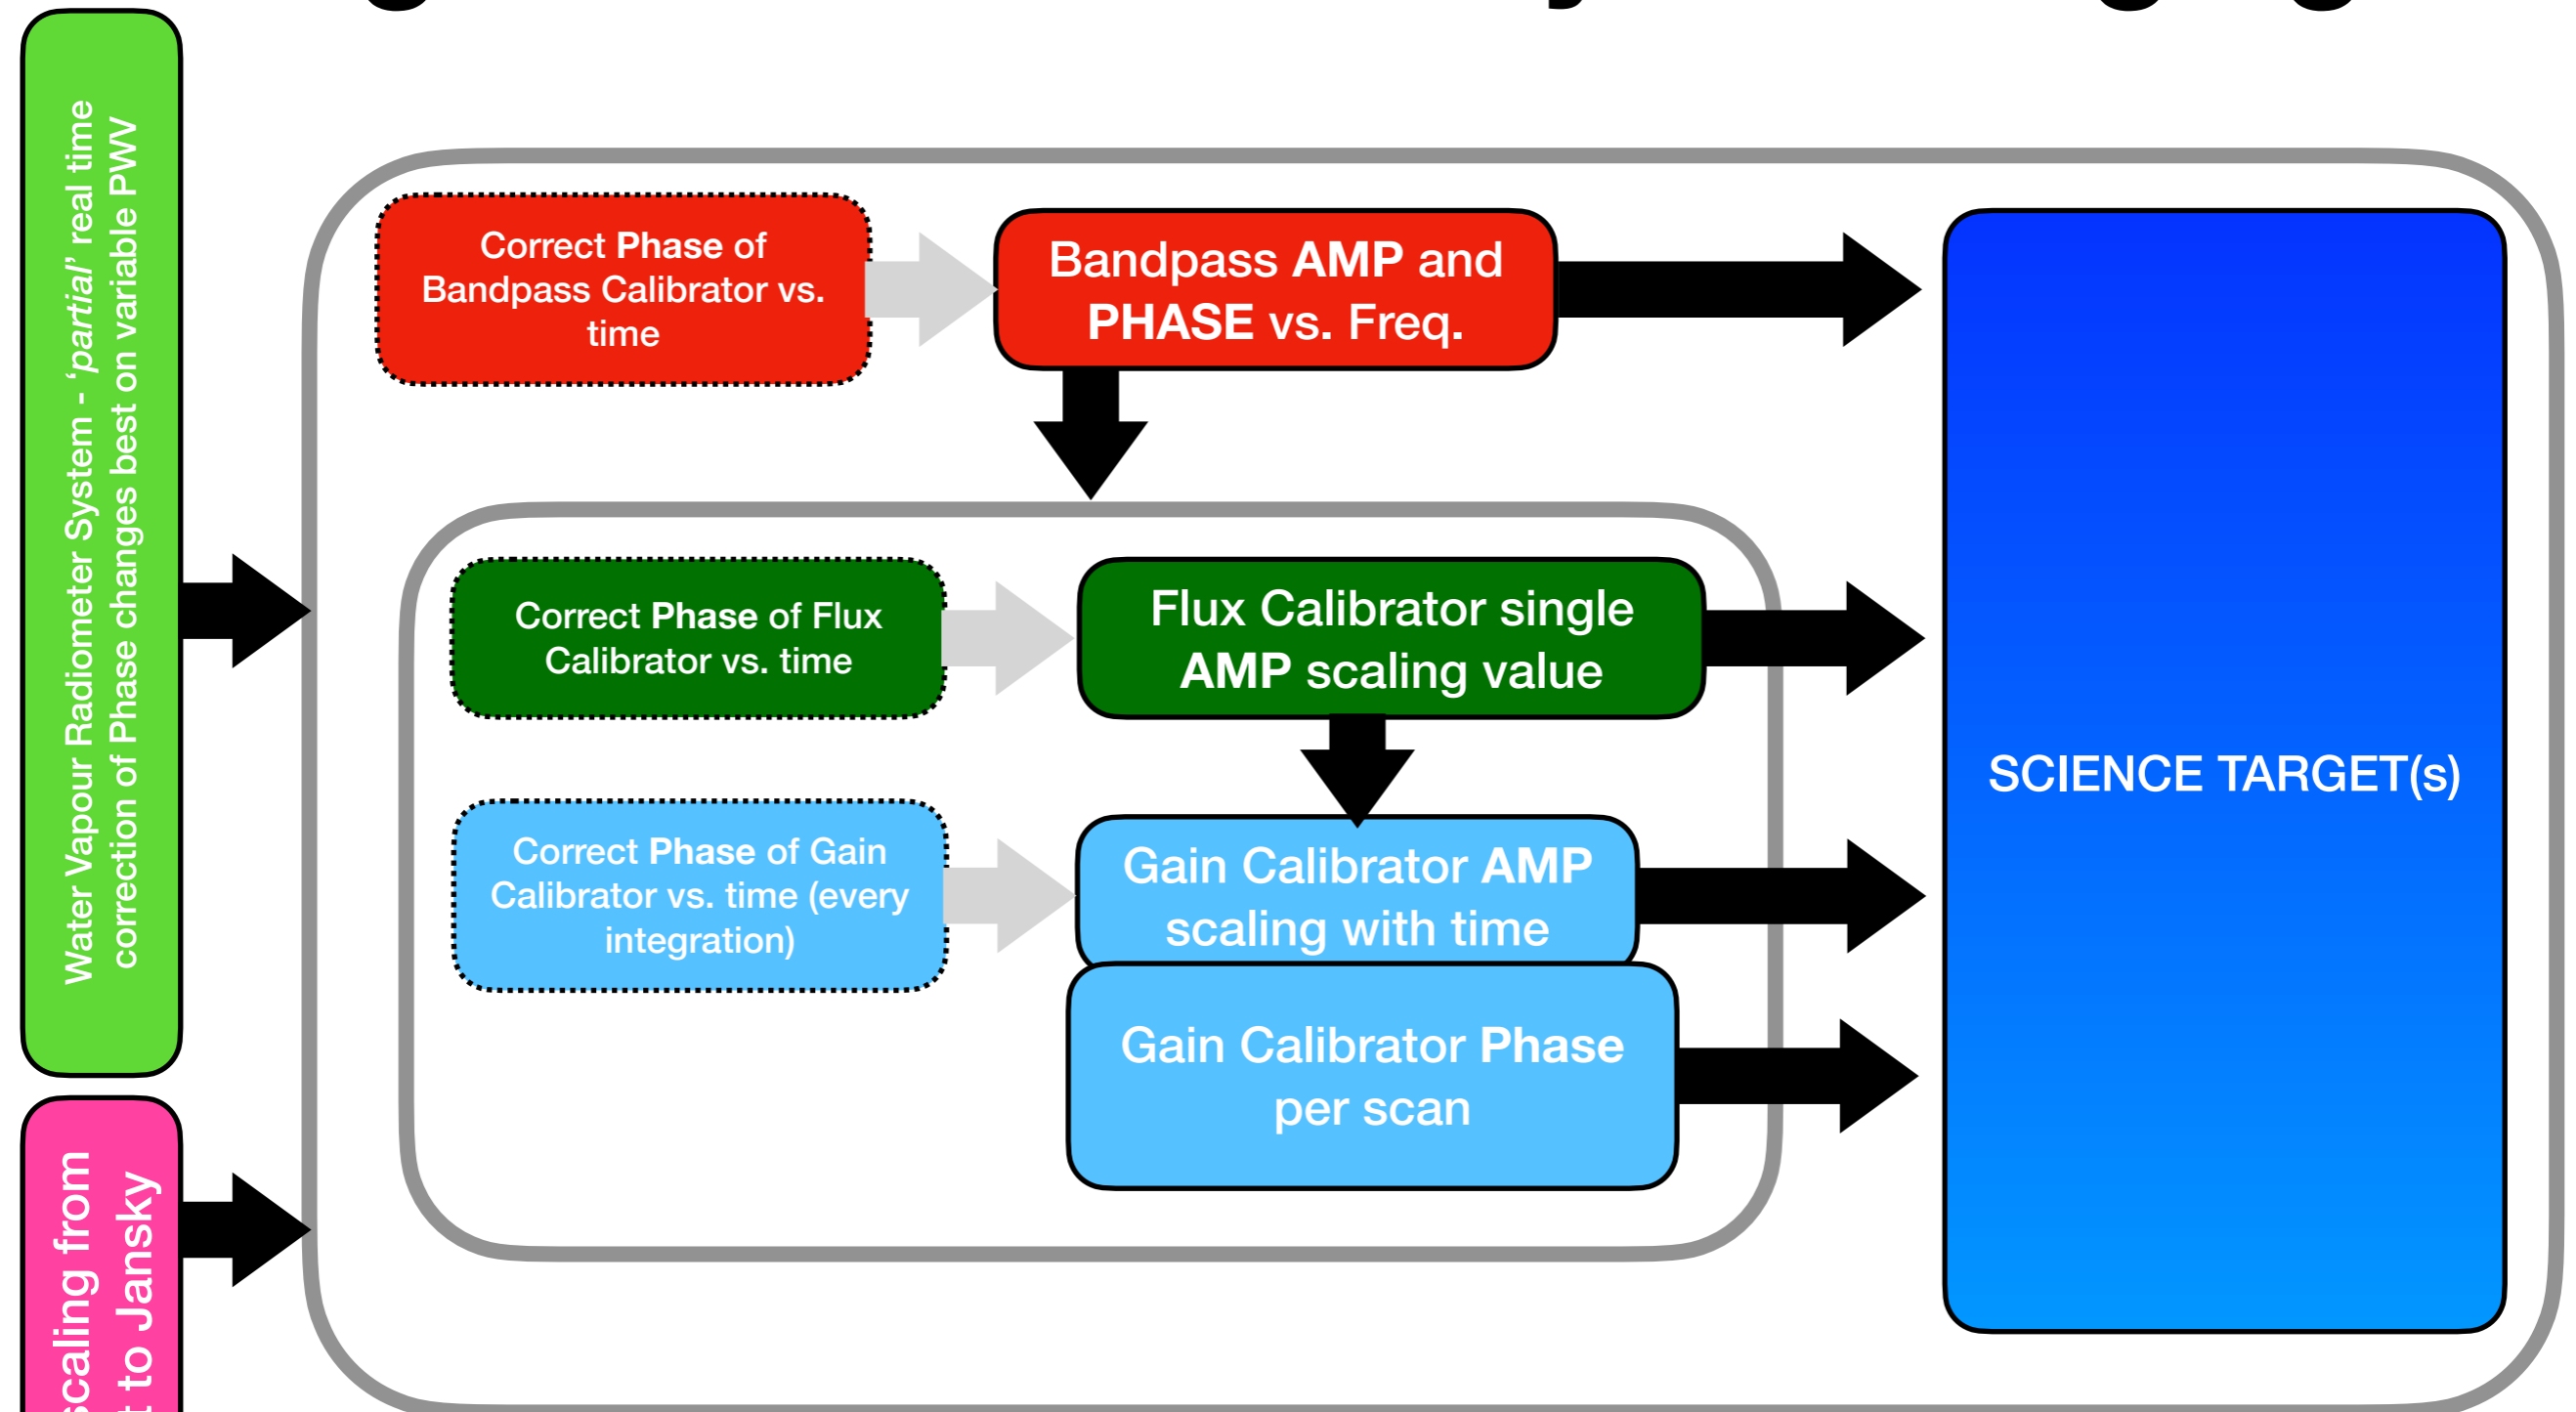 Water Vapour Radiometer System - ‘partial’ real time
correction of Phase changes best on variable PWV
Correct Phase of
Bandpass Calibrator vs.
time
Bandpass AMP and
PHASE vs. Freq.
Correct Phase of Flux
Calibrator vs. time
Flux Calibrator single
AMP scaling value
Correct Phase of Gain
Calibrator vs. time (every
integration)
Gain Calibrator AMP
scaling with time
Gain Calibrator Phase
per scan
SCIENCE TARGET(s)
scaling from
to Jansky